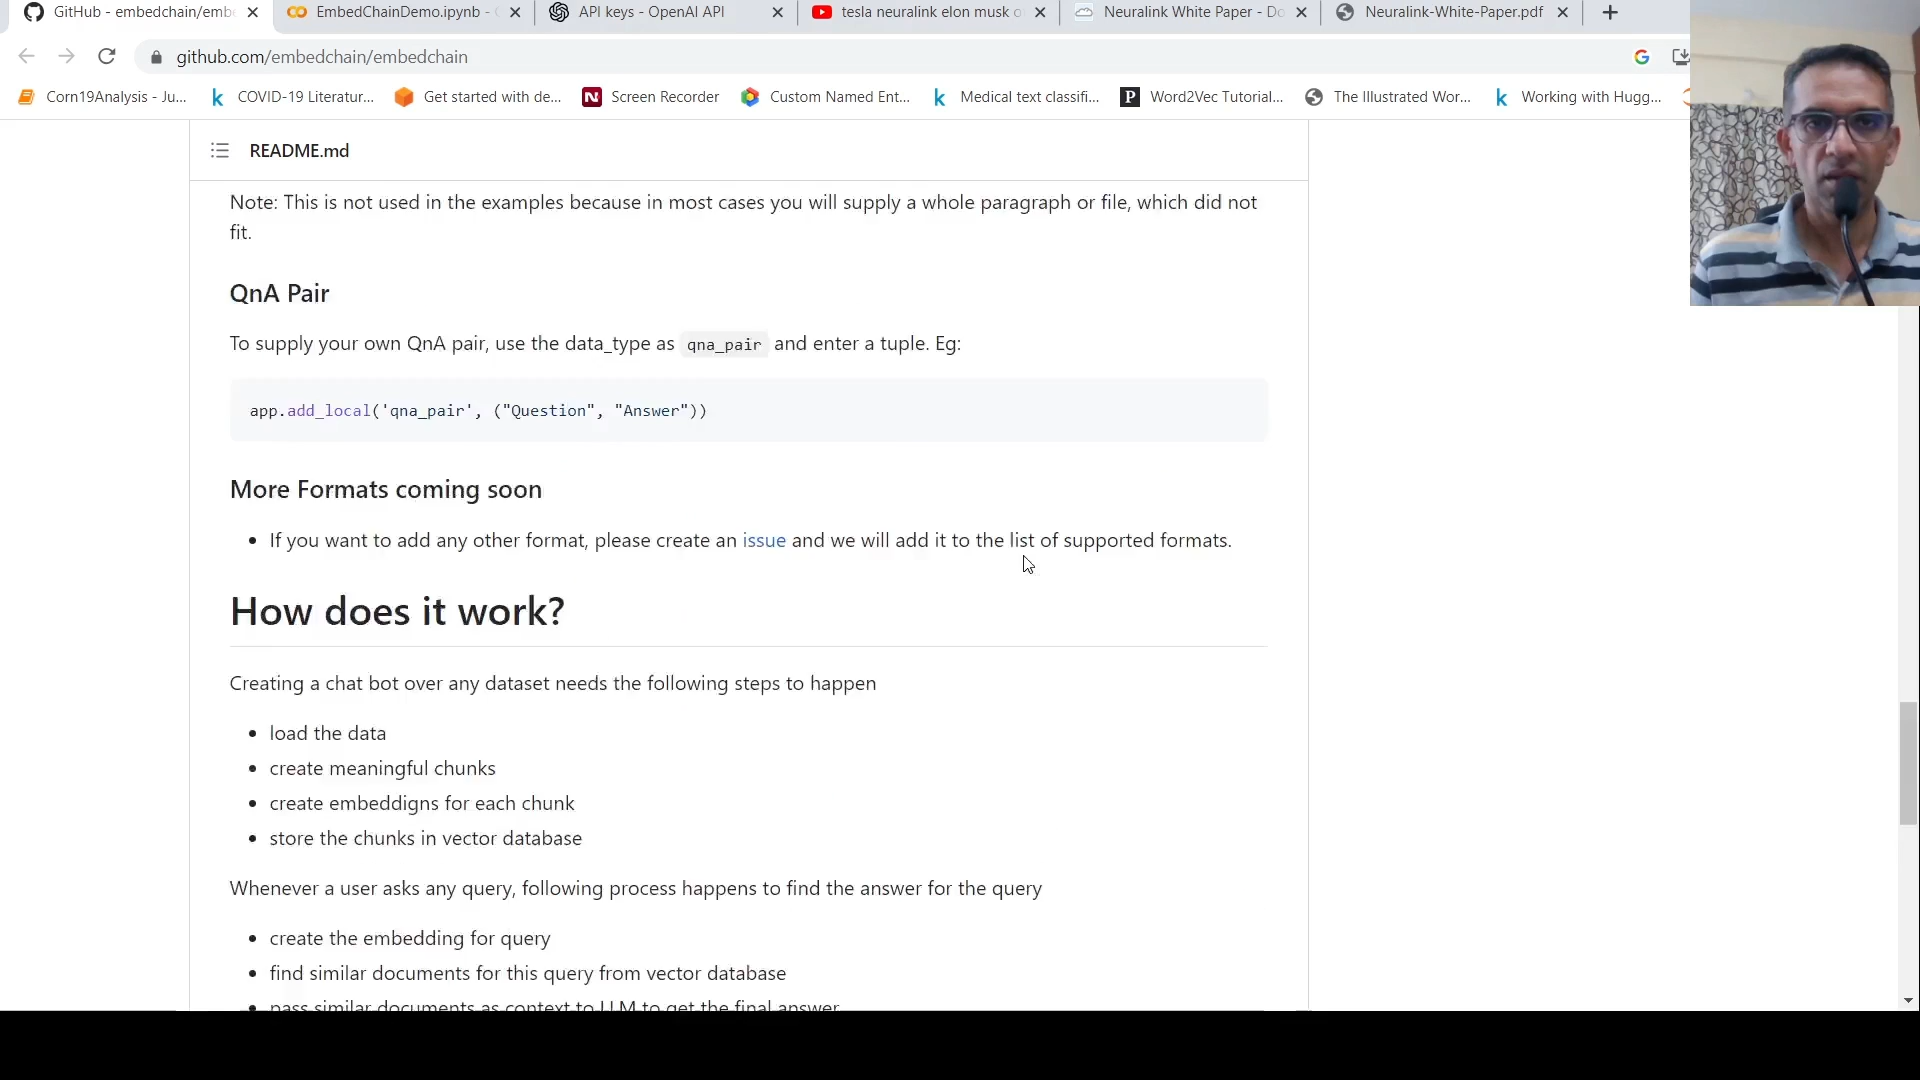 GitHub - embedchain/embe
EmbedChainDemo.ipynb -
API keys - OpenAI API
tesla neuralink elon musk
Neuralink White Paper - Do
Neuralink-White-Paper.pdf
github.com/embedchain/embedchain
Corn19Analysis - Ju...
COVID-19 Literatur...
Get started with de...
Screen Recorder
Custom Named Ent...
Medical text classifi...
Word2Vec Tutorial...
The Illustrated Wor...
Working with Hugg...
README.md
Note: This is not used in the examples because in most cases you will supply a whole paragraph or file, which did not
fit.
QnA Pair
To supply your own QnA pair, use the data_type as qna_pair and enter a tuple. Eg:
app.add_local('qna_pair', ("Question", "Answer"))
More Formats coming soon
If you want to add any other format, please create an issue and we will add it to the list of supported formats.
How does it work?
Creating a chat bot over any dataset needs the following steps to happen
load the data
create meaningful chunks
create embeddigns for each chunk
store the chunks in vector database
Whenever a user asks any query, following process happens to find the answer for the query
create the embedding for query
find similar documents for this query from vector database
pass similar documents as context to LLM to get the final answer